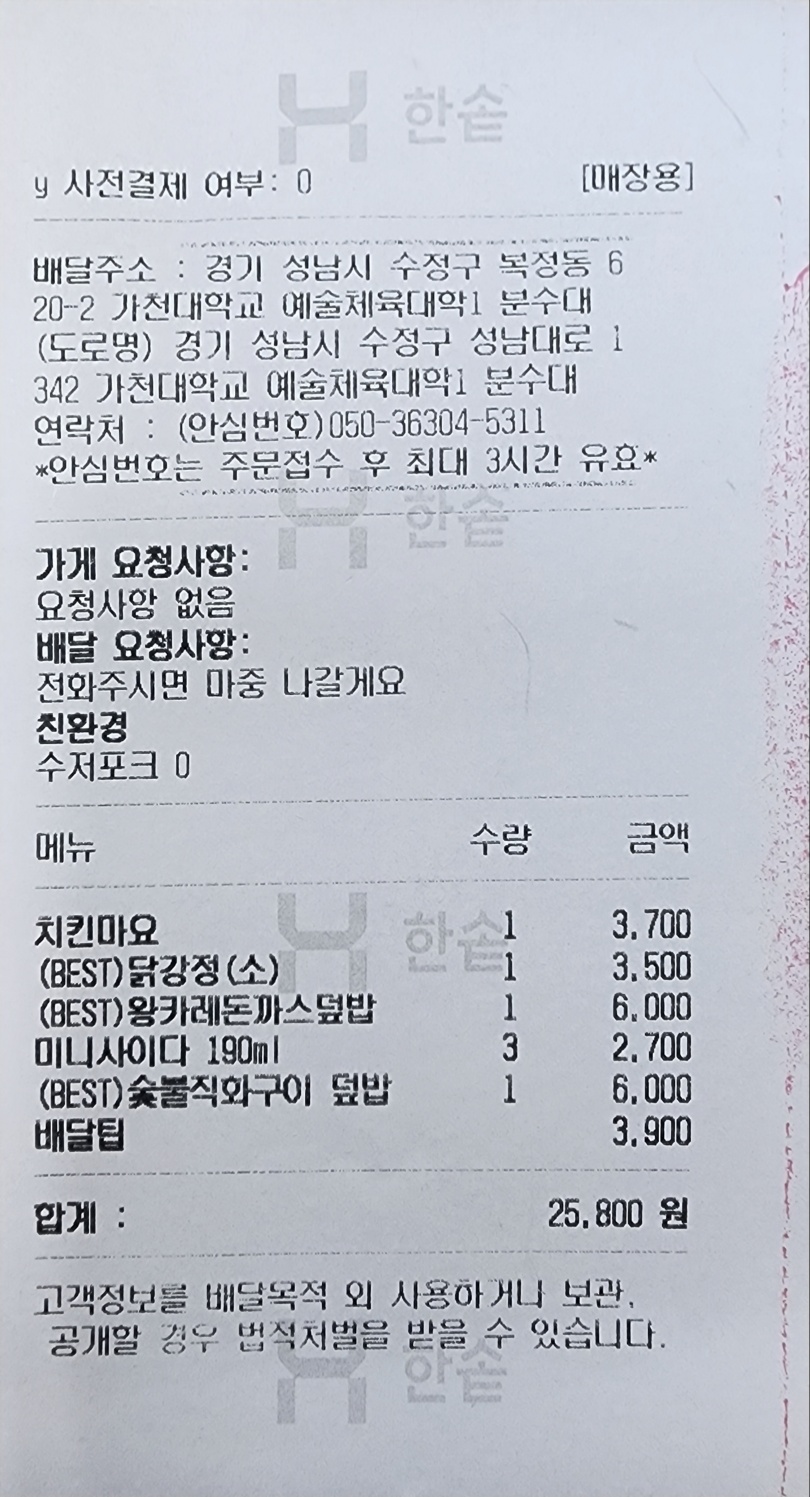 한솥
y 사전결제 여부: O [매장용]
배달주소 : 경기 성남시 수정구 복정동 6
20-2 가천대학교 예술체육대학1 분수대
(도로명) 경기 성남시 수정구 성남대로 1
342 가천대학교 예술체육대학1 분수대
연락처 : (안심번호)050-36304-5311
*안심번호는 주문접수 후 최대 3시간 유효*
한솥
가게 요청사항:
요청사항 없음
배달 요청사항:
전화주시면 마중 나갈게요
친환경
수저포크 O
메뉴 수량 금액
치킨마요 1 3,700
한솥
(BEST)닭강정(소) 1 3,500
(BEST)왕카레돈까스덮밥 1 6,000
미니사이다 190ml 3 2,700
(BEST)숯불직화구이 덮밥 1 6,000
배달팁 3,900
합계 : 25,800 원
고객정보를 배달목적 외 사용하거나 보관,
공개할 경우 법적처벌을 받을 수 있습니다.
한솥